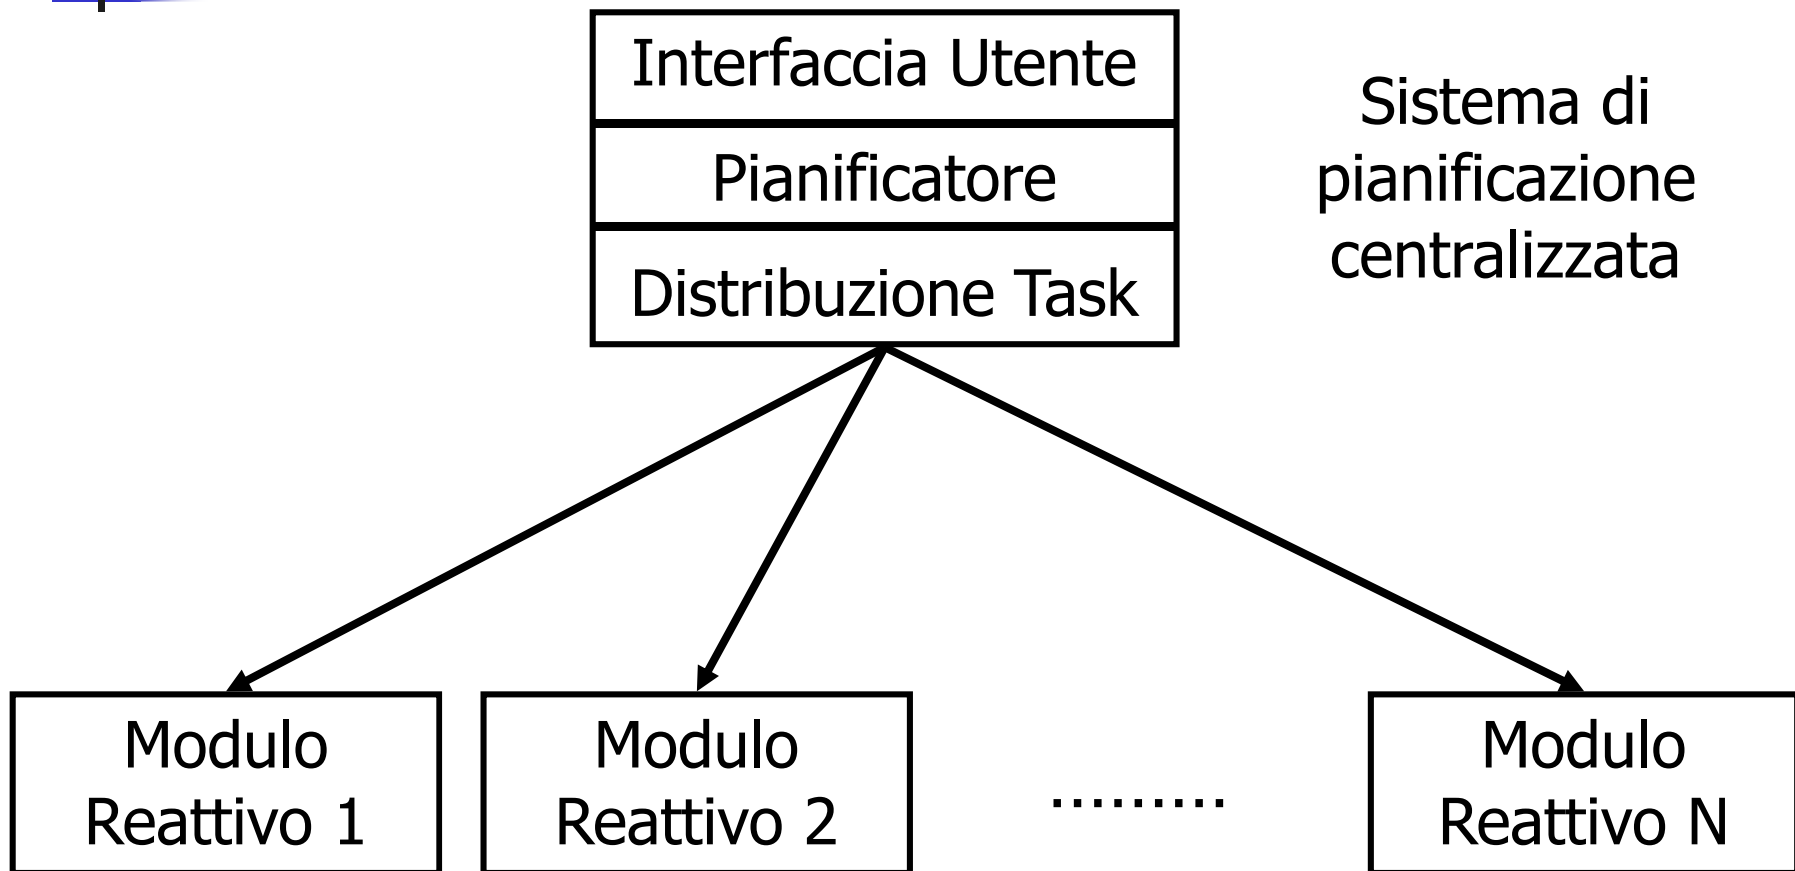 Interfaccia Utente
Pianificatore
Distribuzione Task
Sistema di
pianificazione
centralizzata
Modulo
Reattivo 1
Modulo
Reattivo 2
.........
Modulo
Reattivo N